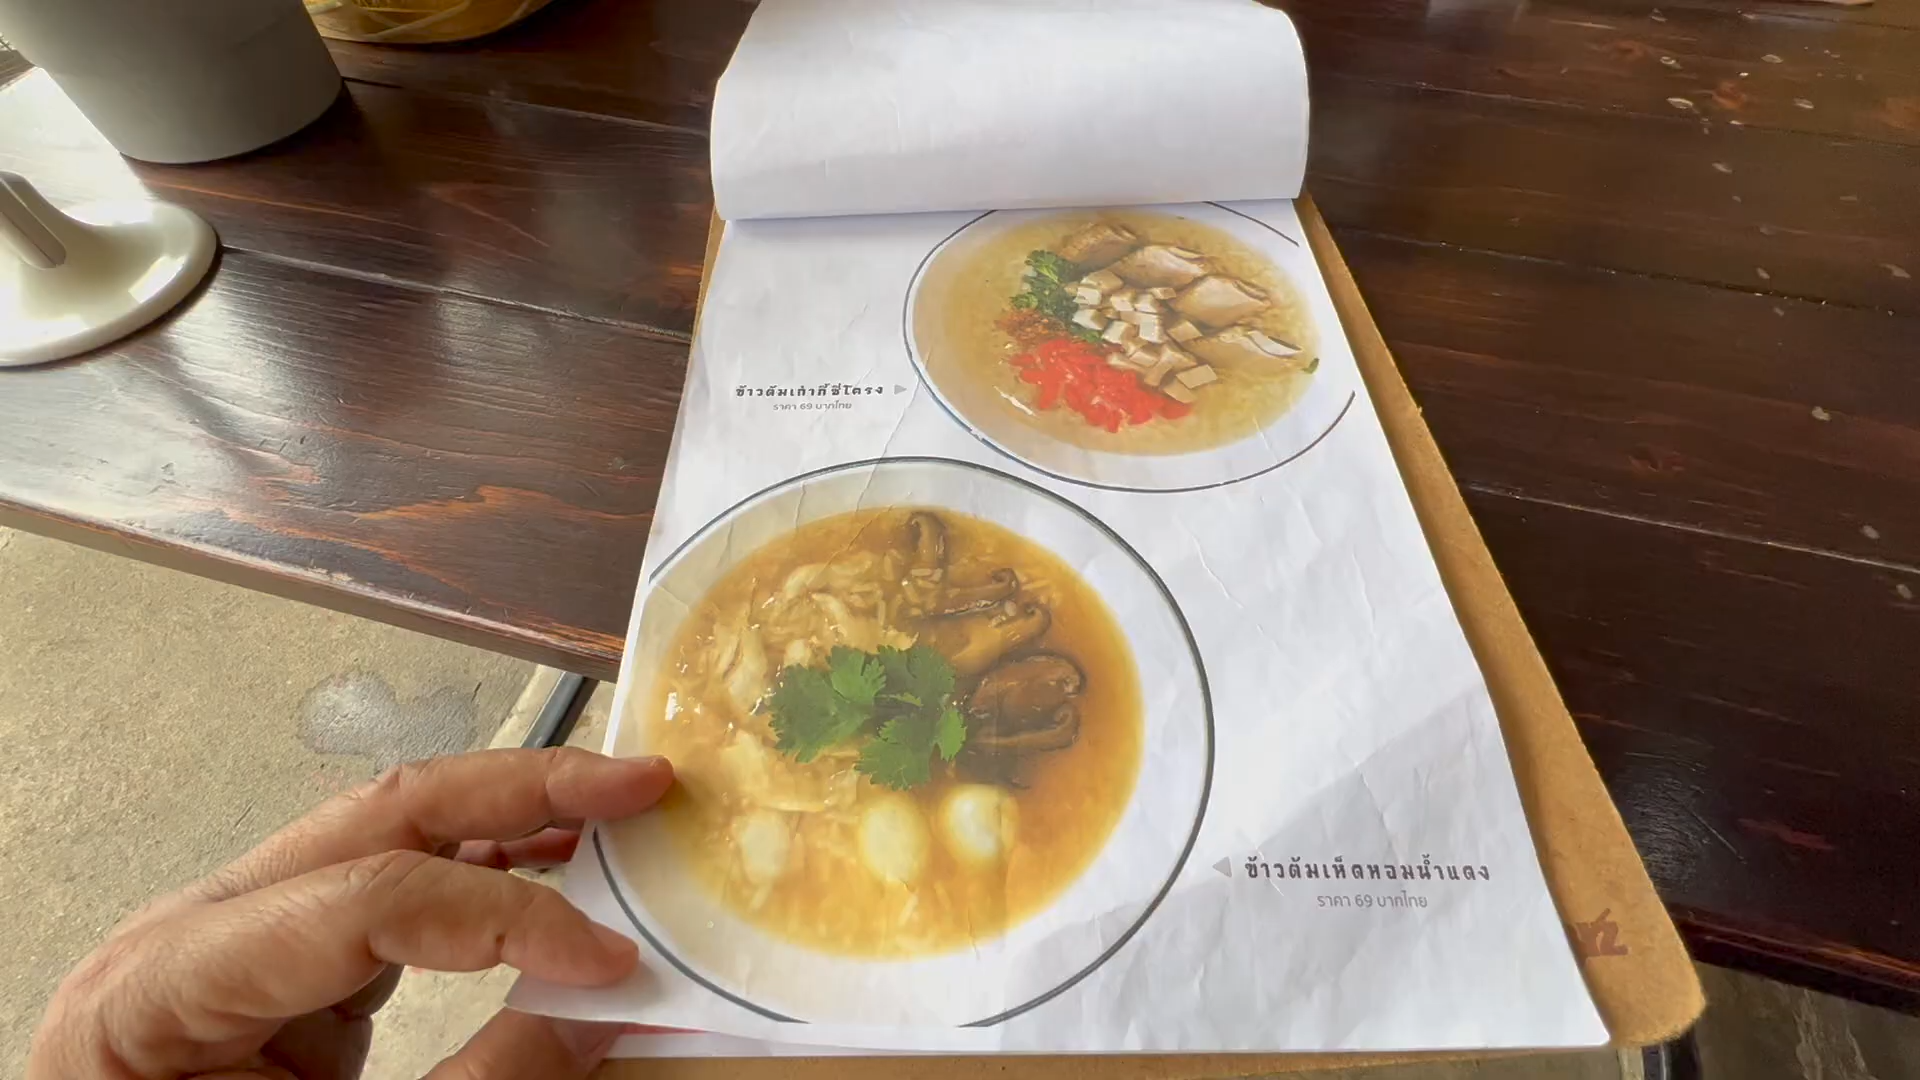 ข้าวต้มเก๋ากี้ซี่โครง
ราคา 69 บาทไทย
ข้าวต้มเห็ดหอมน้ำแดง
ราคา 69 บาทไทย